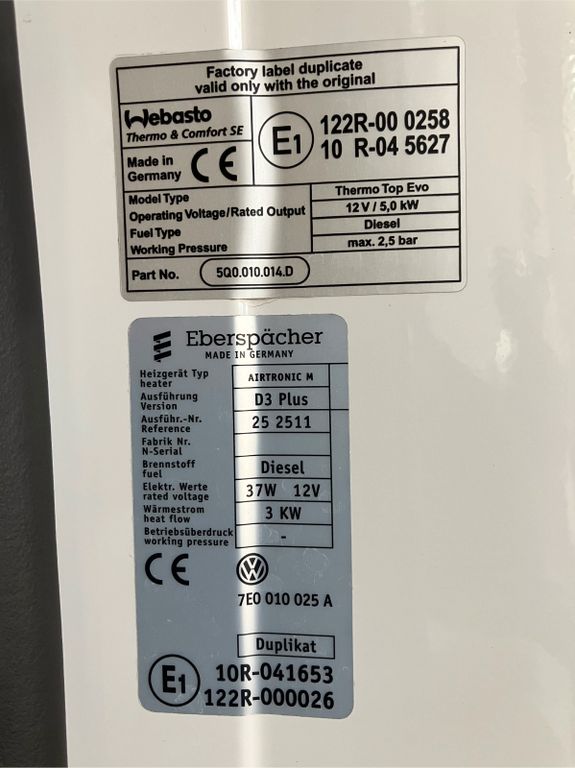 Factory label duplicate
valid only with the original
Webasto
Thermo & Comfort SE
Made in
Germany
CE
E1
122R-00 0258
10 R-04 5627
Model Type Thermo Top Evo
Operating Voltage/Rated Output 12 V / 5,0 kW
Fuel Type Diesel
Working Pressure max. 2,5 bar
Part No. 5Q0.010.014.D
Eberspächer
MADE IN GERMANY
Heizgerät Typ
heater
AIRTRONIC M
Ausführung
Version
D3 Plus
Ausführ.-Nr.
Reference
25 2511
Fabrik Nr.
N-Serial
Brennstoff
fuel
Diesel
Elektr. Werte
rated voltage
37W 12V
Wärmestrom
heat flow
3 KW
Betriebsüberdruck
working pressure
-
CE
VW
7E0 010 025 A
Duplikat
E1
10R-041653
122R-000026